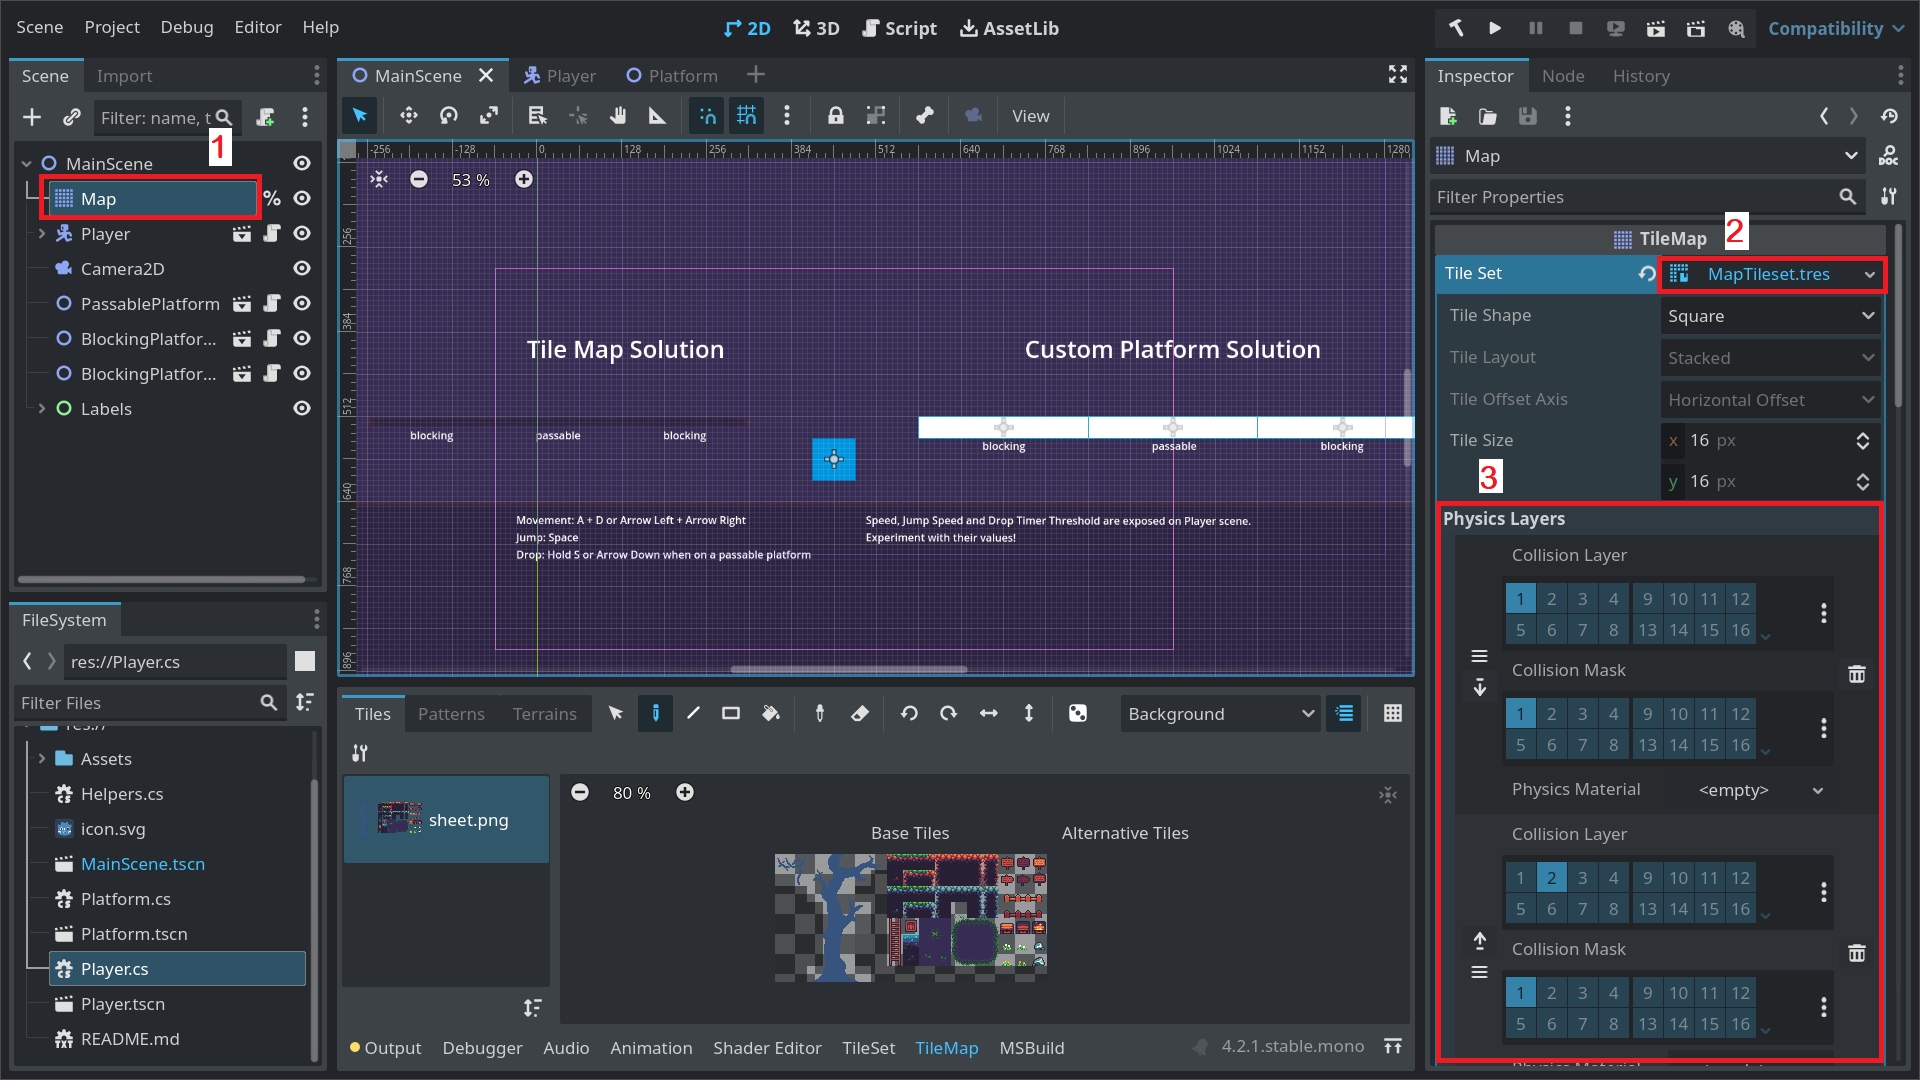 Scene Project Debug Editor Help
2D 3D Script AssetLib
Compatibility
Scene Import
Filter: name, t
1
MainScene
Map %
Player
Camera2D
PassablePlatform
BlockingPlatfor...
BlockingPlatfor...
Labels
FileSystem
res://Player.cs
Filter Files
res://
Assets
Helpers.cs
icon.svg
MainScene.tscn
Platform.cs
Platform.tscn
Player.cs
Player.tscn
README.md
MainScene Player Platform
View
-256 -128 0 128 256 384 512 640 768 896 1024 1152 1280
256
384
512
640
768
896
53 %
Tile Map Solution
Custom Platform Solution
blocking passable blocking
blocking passable blocking
Movement: A + D or Arrow Left + Arrow Right
Jump: Space
Drop: Hold S or Arrow Down when on a passable platform
Speed, Jump Speed and Drop Timer Threshold are exposed on Player scene.
Experiment with their values!
Tiles Patterns Terrains
Background
sheet.png
80 %
Base Tiles Alternative Tiles
Output Debugger Audio Animation Shader Editor TileSet TileMap MSBuild
4.2.1.stable.mono
Inspector Node History
Map
DOC
Filter Properties
TileMap
2
Tile Set MapTileset.tres
Tile Shape Square
Tile Layout Stacked
Tile Offset Axis Horizontal Offset
Tile Size x 16 px
y 16 px
3
Physics Layers
Collision Layer
1 2 3 4 9 10 11 12
5 6 7 8 13 14 15 16
Collision Mask
1 2 3 4 9 10 11 12
5 6 7 8 13 14 15 16
Physics Material <empty>
Collision Layer
1 2 3 4 9 10 11 12
5 6 7 8 13 14 15 16
Collision Mask
1 2 3 4 9 10 11 12
5 6 7 8 13 14 15 16
Physics Material